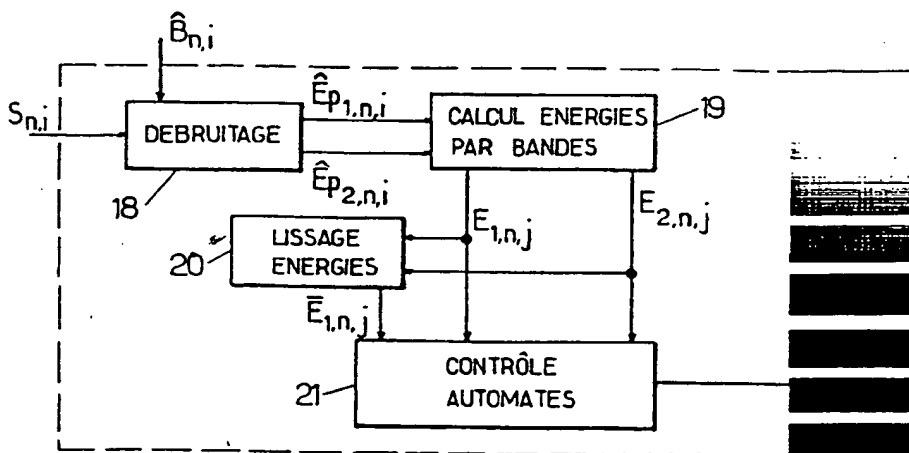 B̂n,i
Sn,i
DEBRUITAGE
18
Êp1,n,i
Êp2,n,i
CALCUL ENERGIES
PAR BANDES
19
E1,n,j
E2,n,j
LISSAGE
ENERGIES
20
Ē1,n,j
CONTRÔLE
AUTOMATES
21